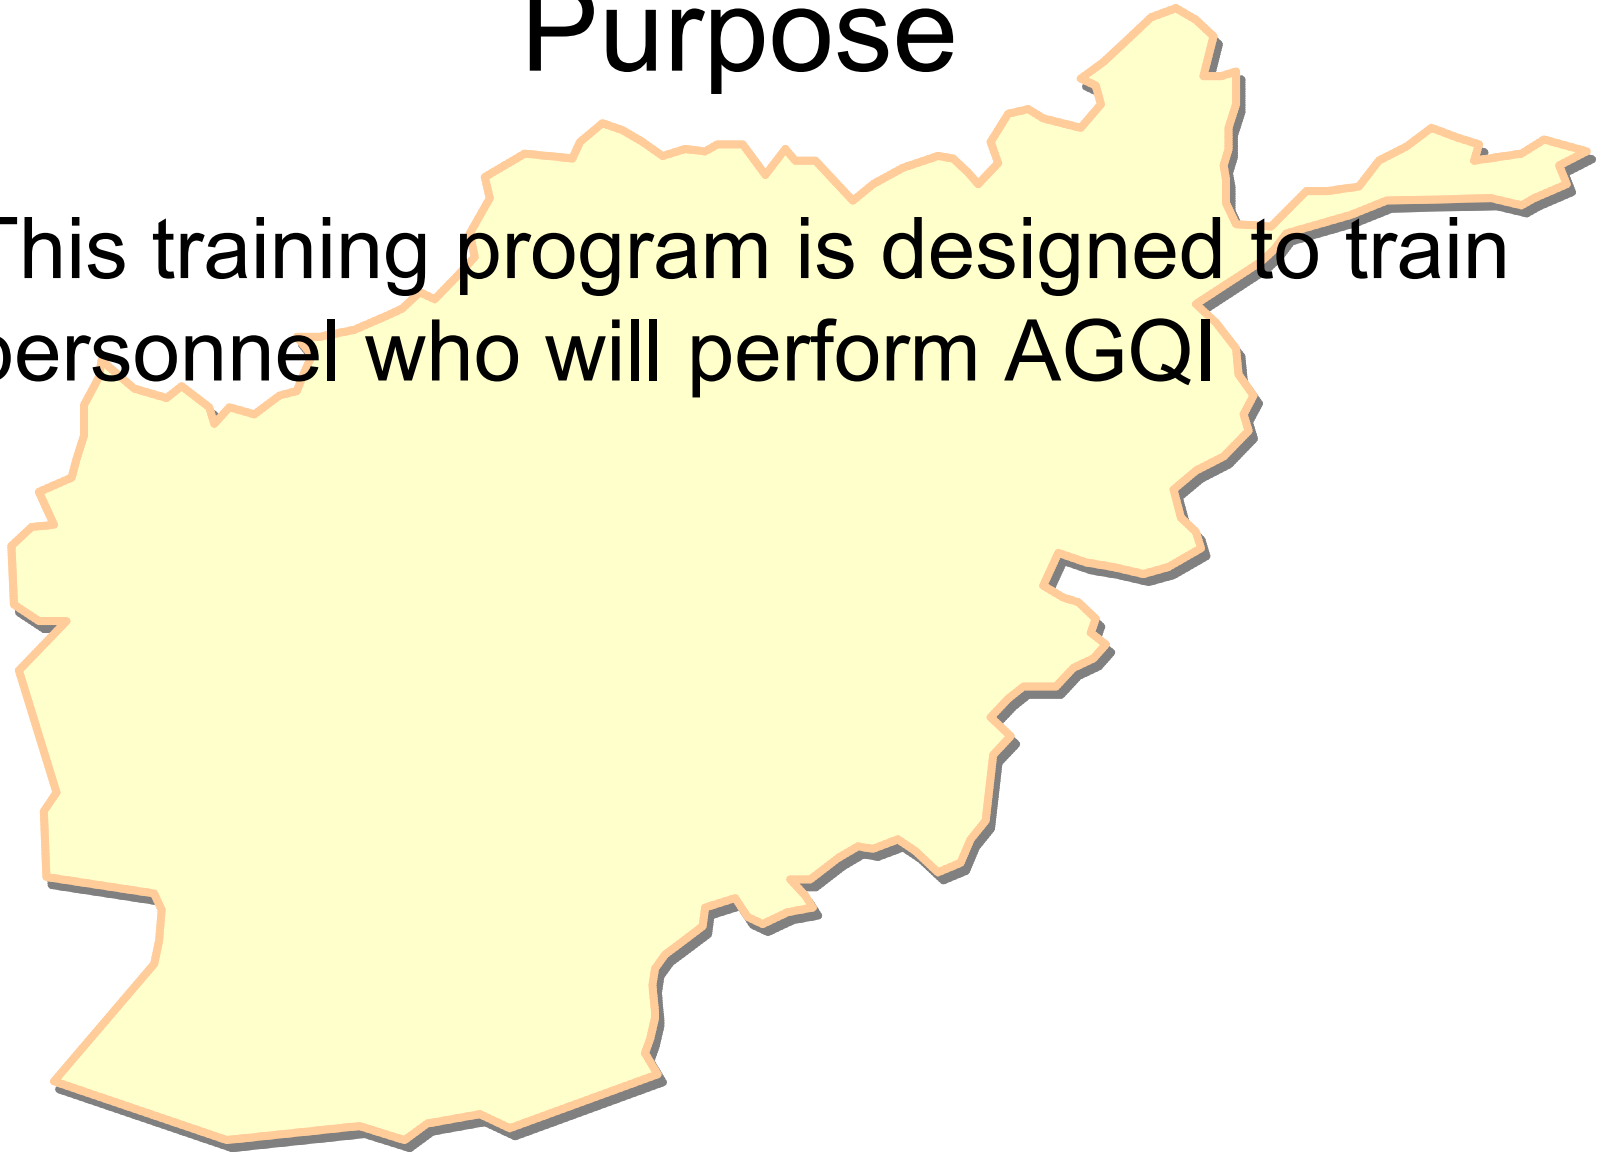 Purpose
This training program is designed to train
personnel who will perform AGQI